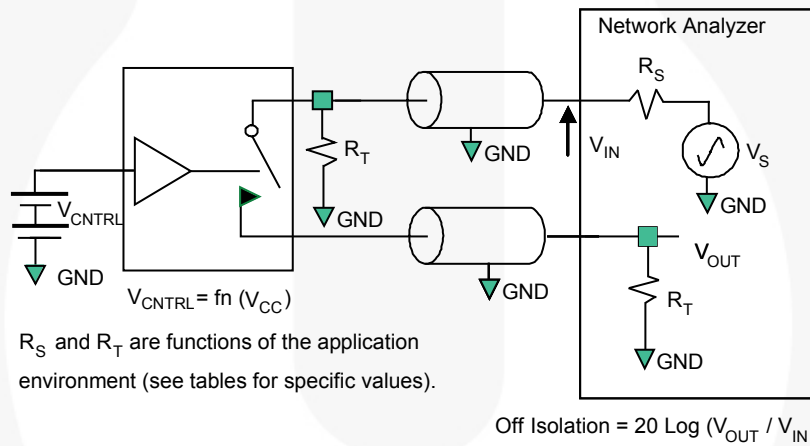 Network Analyzer
R_S
V_S
GND
V_IN
GND
R_T
GND
V_CNTRL
GND
V_OUT
GND
R_T
GND
V_CNTRL = fn (V_CC)
R_S and R_T are functions of the application
environment (see tables for specific values).
Off Isolation = 20 Log (V_OUT / V_IN